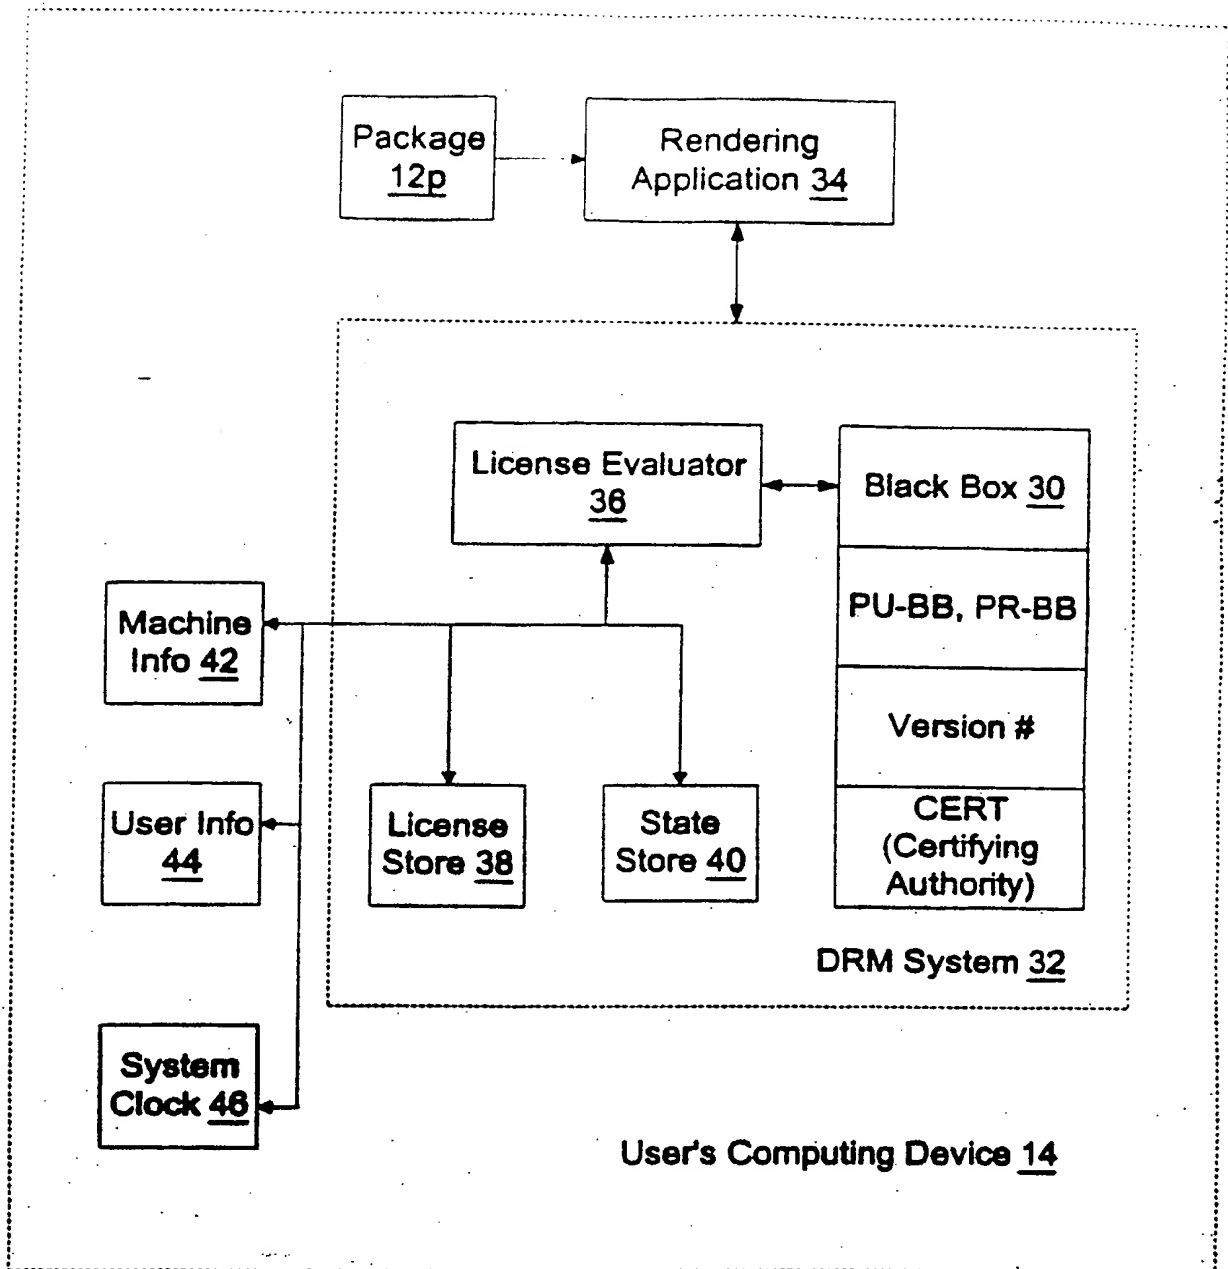 Package
12p
Rendering
Application 34
License Evaluator
36
Black Box 30
PU-BB, PR-BB
Version #
CERT
(Certifying
Authority)
Machine
Info 42
User Info
44
License
Store 38
State
Store 40
DRM System 32
System
Clock 46
User's Computing Device 14